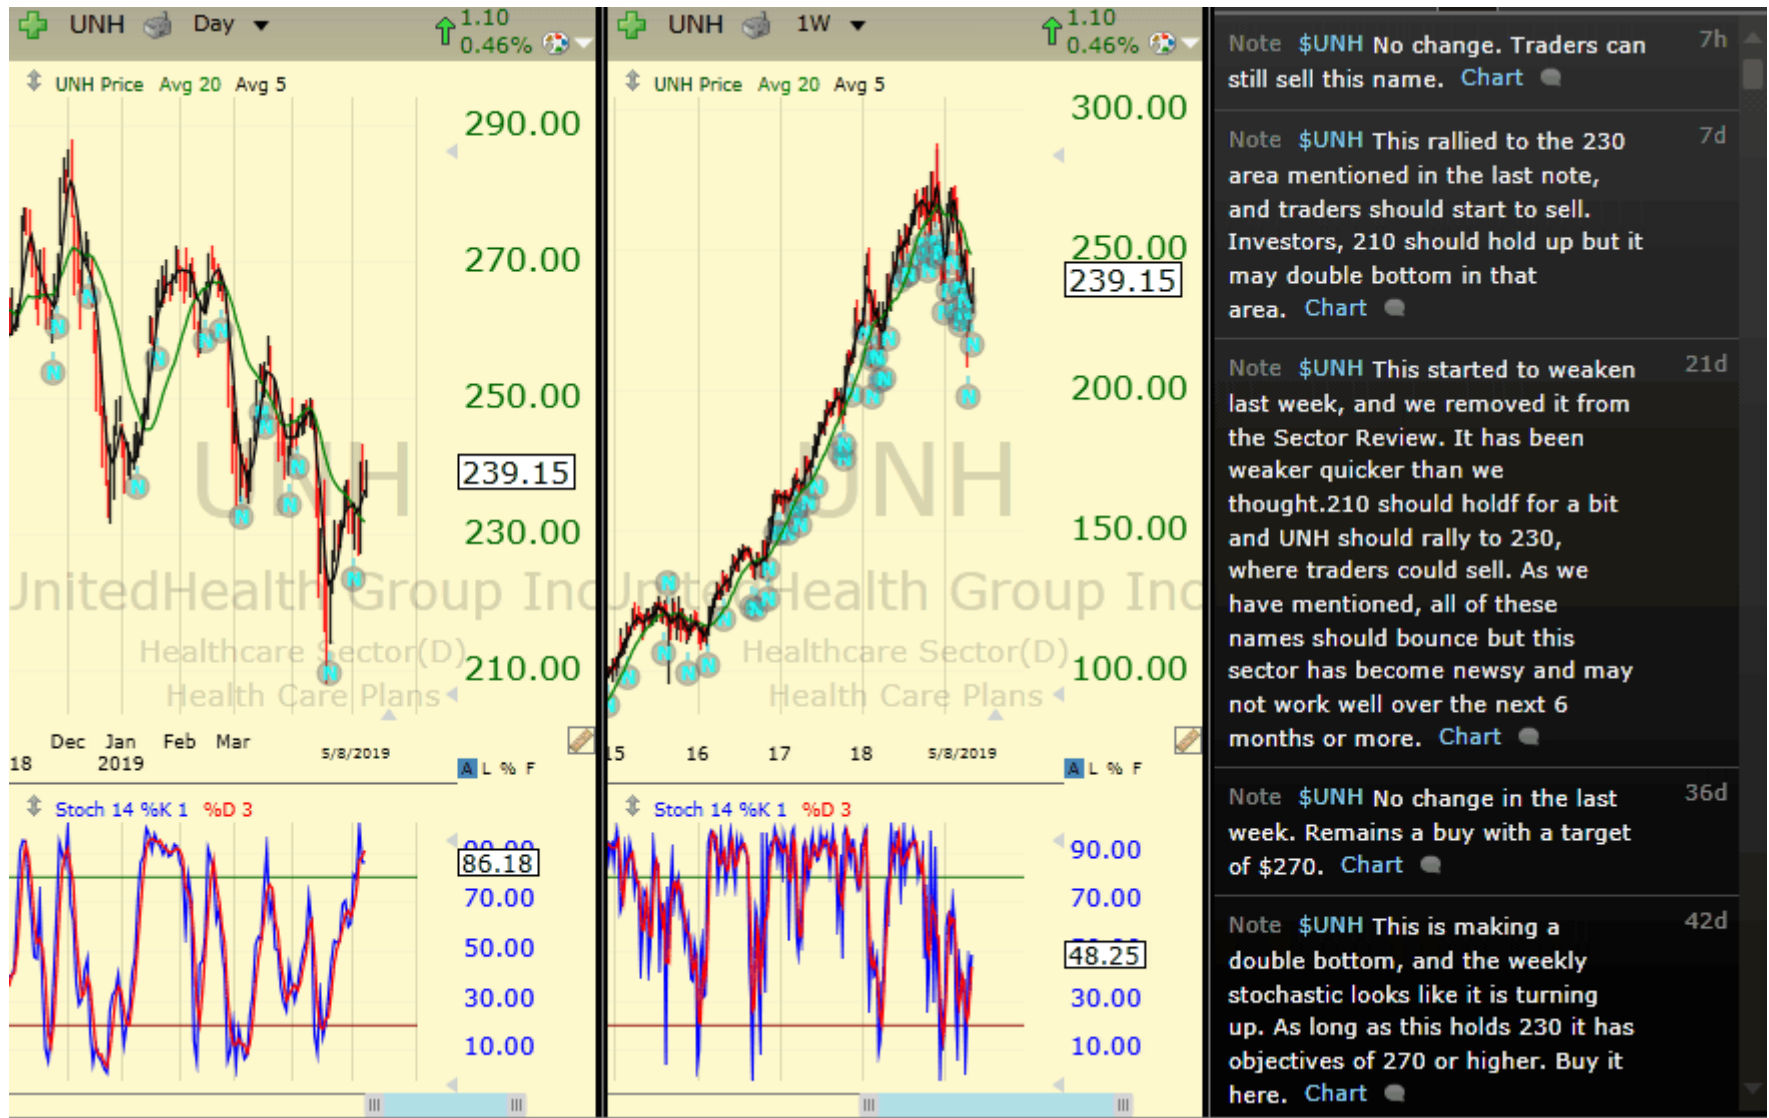 UNH Day
1.10
0.46%
UNH Price Avg 20 Avg 5
290.00
270.00
250.00
239.15
230.00
210.00
UNH
UnitedHealth Group Inc
Healthcare Sector(D)
Health Care Plans
Dec Jan Feb Mar
18 2019 5/8/2019
A L % F
Stoch 14 %K 1 %D 3
90.00
86.18
70.00
50.00
30.00
10.00
UNH 1W
1.10
0.46%
UNH Price Avg 20 Avg 5
300.00
250.00
239.15
200.00
150.00
100.00
UNH
UnitedHealth Group Inc
Healthcare Sector(D)
Health Care Plans
15 16 17 18 5/8/2019
A L % F
Stoch 14 %K 1 %D 3
90.00
70.00
48.25
30.00
10.00
Note $UNH No change. Traders can 7h
still sell this name. Chart
Note $UNH This rallied to the 230 7d
area mentioned in the last note,
and traders should start to sell.
Investors, 210 should hold up but it
may double bottom in that
area. Chart
Note $UNH This started to weaken 21d
last week, and we removed it from
the Sector Review. It has been
weaker quicker than we
thought.210 should holdf for a bit
and UNH should rally to 230,
where traders could sell. As we
have mentioned, all of these
names should bounce but this
sector has become newsy and may
not work well over the next 6
months or more. Chart
Note $UNH No change in the last 36d
week. Remains a buy with a target
of $270. Chart
Note $UNH This is making a 42d
double bottom, and the weekly
stochastic looks like it is turning
up. As long as this holds 230 it has
objectives of 270 or higher. Buy it
here. Chart